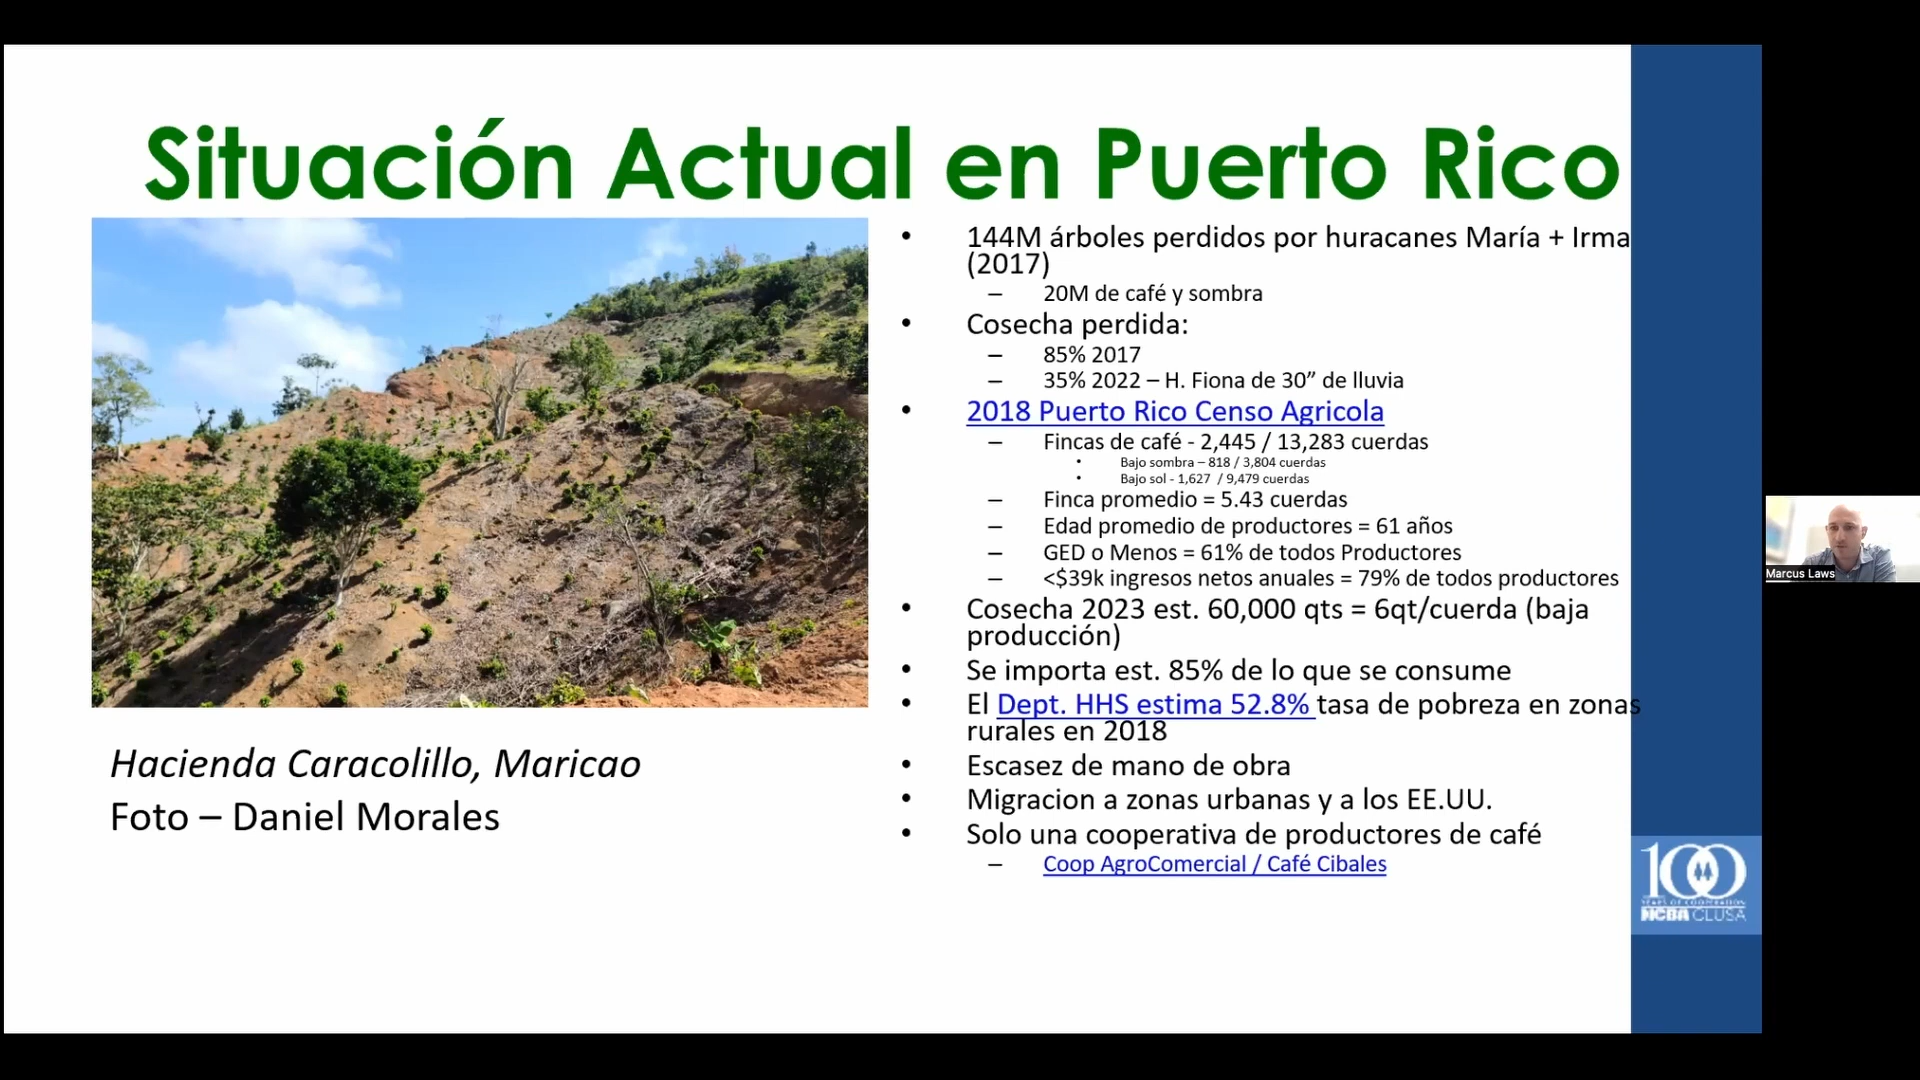 Situación Actual en Puerto Rico
• 144M árboles perdidos por huracanes María + Irma
(2017)
– 20M de café y sombra
• Cosecha perdida:
– 85% 2017
– 35% 2022 – H. Fiona de 30” de lluvia
• 2018 Puerto Rico Censo Agricola
– Fincas de café - 2,445 / 13,283 cuerdas
• Bajo sombra – 818 / 3,804 cuerdas
• Bajo sol - 1,627 / 9,479 cuerdas
– Finca promedio = 5.43 cuerdas
– Edad promedio de productores = 61 años
– GED o Menos = 61% de todos Productores
– <$39k ingresos netos anuales = 79% de todos productores
• Cosecha 2023 est. 60,000 qts = 6qt/cuerda (baja
producción)
• Se importa est. 85% de lo que se consume
• El Dept. HHS estima 52.8% tasa de pobreza en zonas
rurales en 2018
• Escasez de mano de obra
• Migracion a zonas urbanas y a los EE.UU.
• Solo una cooperativa de productores de café
– Coop AgroComercial / Café Cibales
Hacienda Caracolillo, Maricao
Foto – Daniel Morales
100
YEARS OF COOPERATION
NCBA CLUSA
Marcus Laws